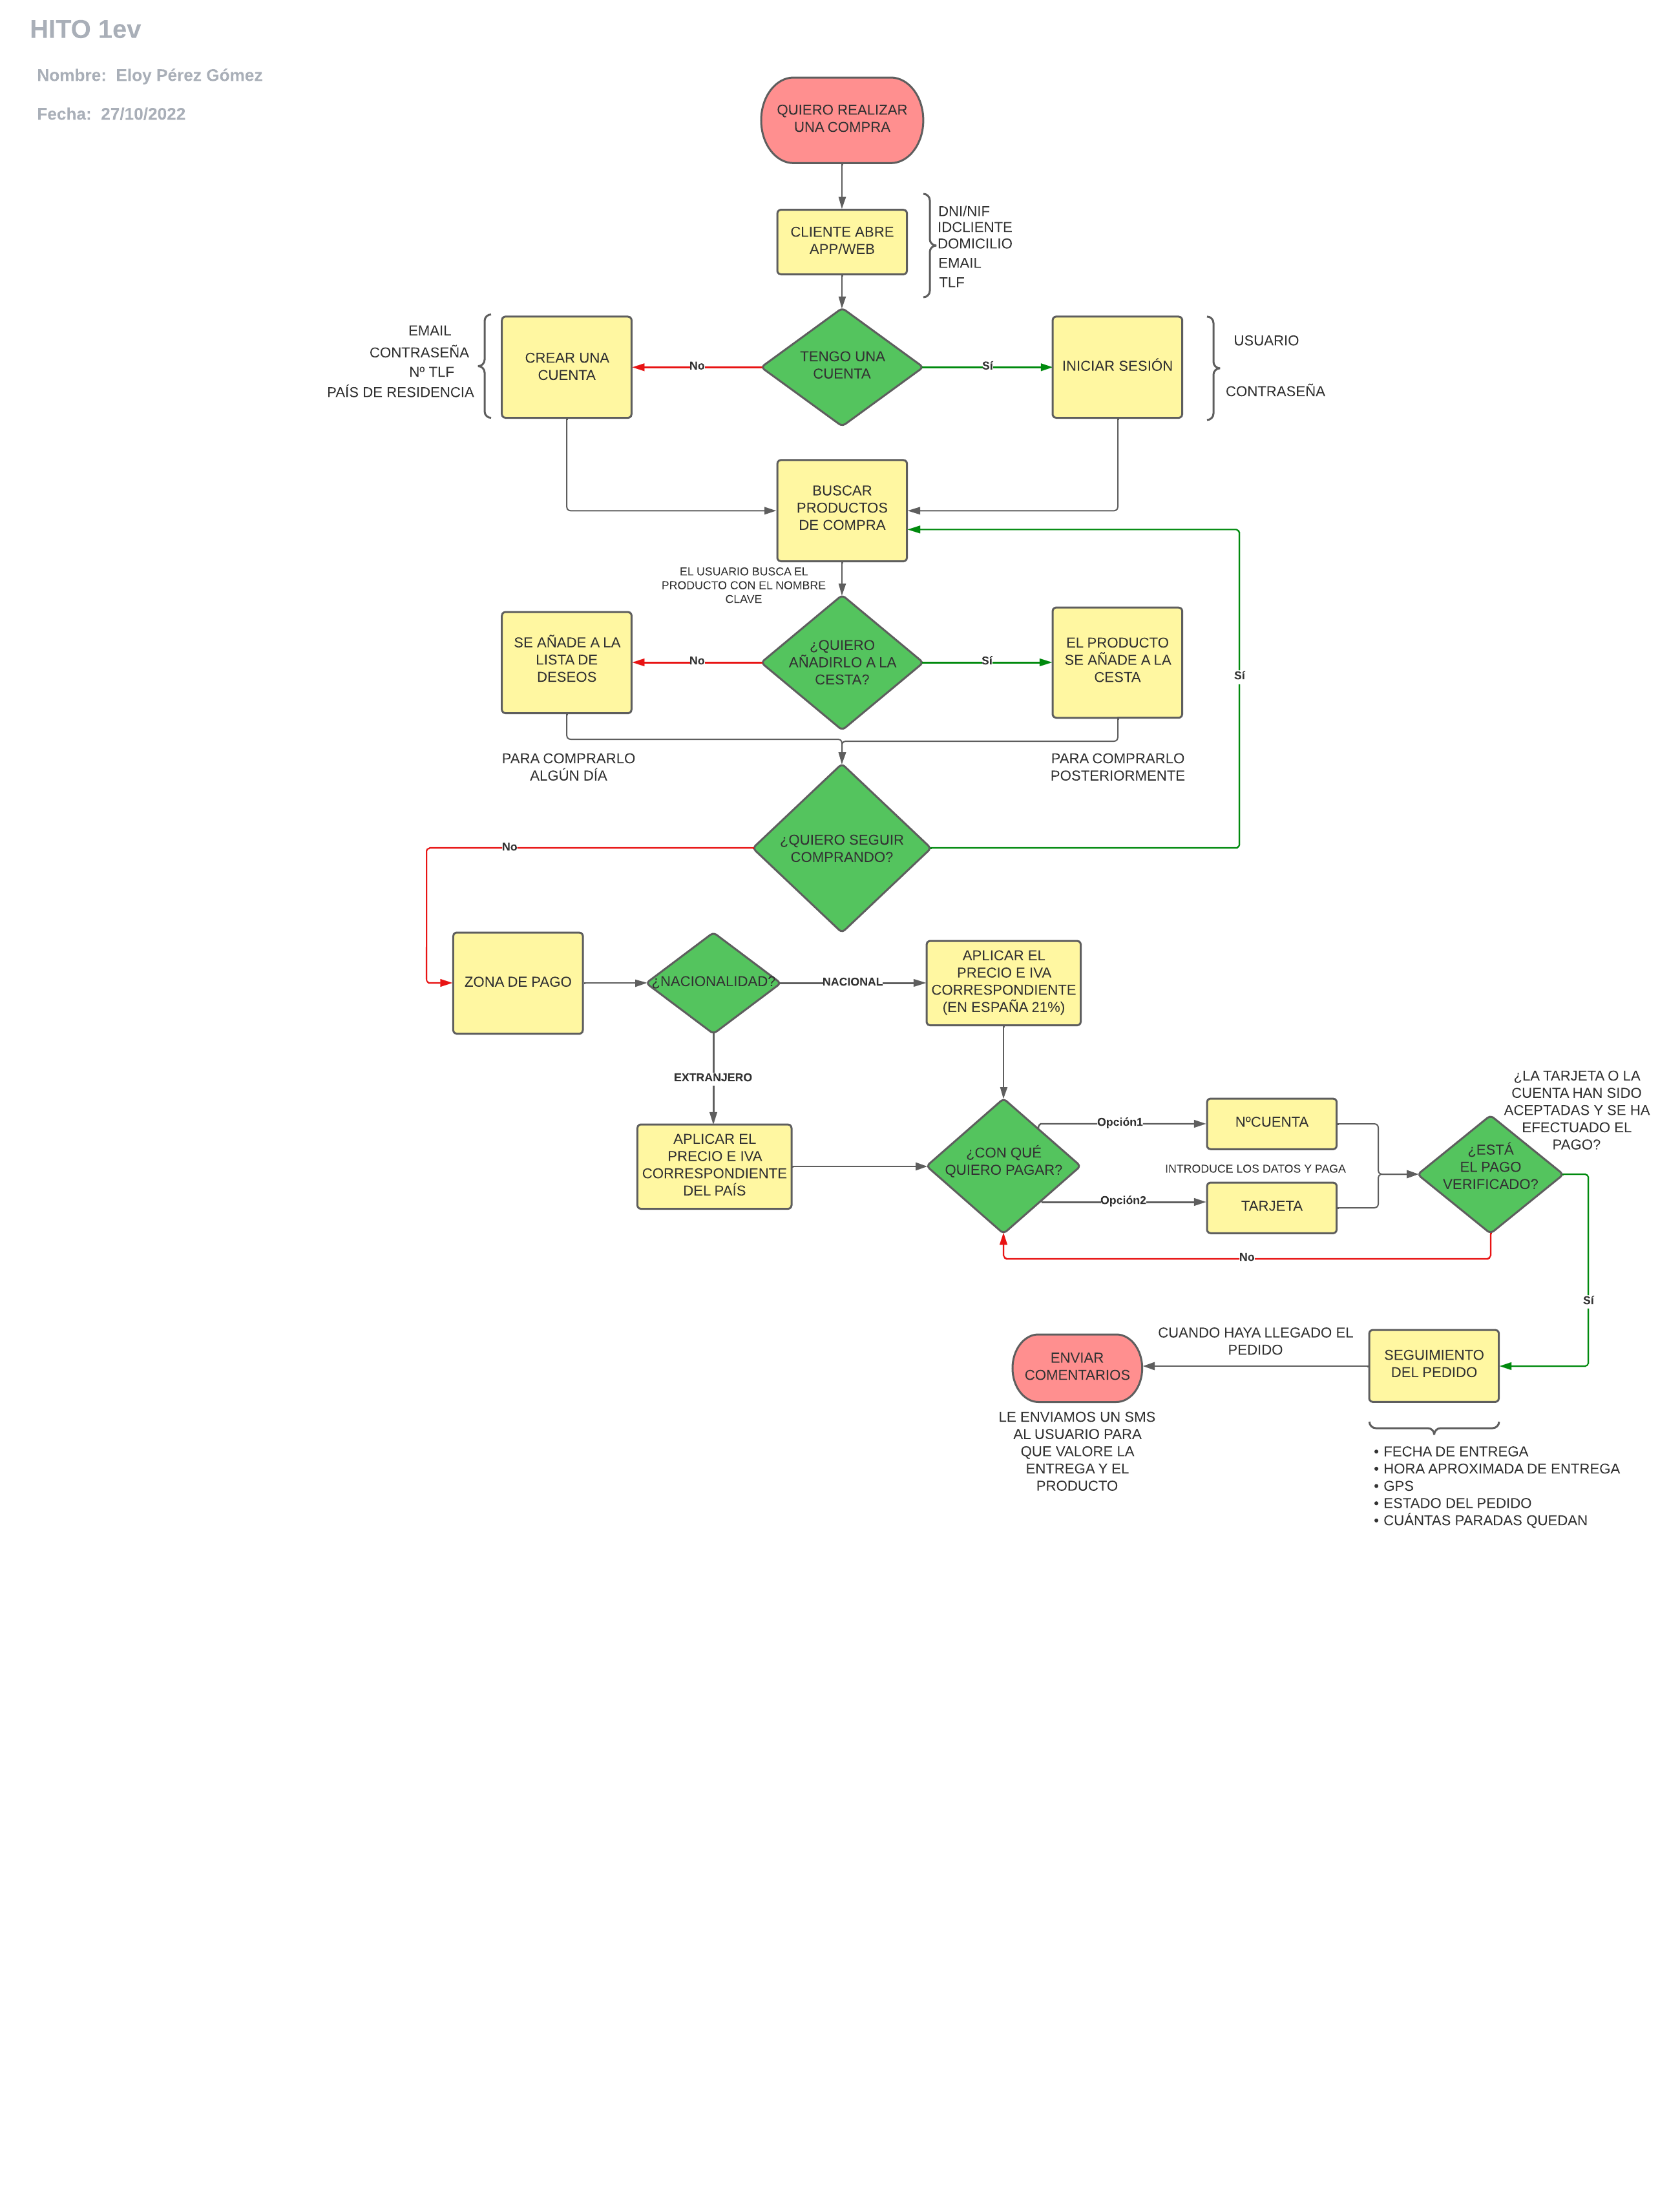 HITO 1ev
Nombre:  Eloy Pérez Gómez
Fecha:  27/10/2022
QUIERO REALIZAR
UNA COMPRA
CLIENTE ABRE
APP/WEB
DNI/NIF
IDCLIENTE
DOMICILIO
EMAIL
TLF
EMAIL
CONTRASEÑA
Nº TLF
PAÍS DE RESIDENCIA
CREAR UNA
CUENTA
No
TENGO UNA
CUENTA
Sí
INICIAR SESIÓN
USUARIO
CONTRASEÑA
BUSCAR
PRODUCTOS
DE COMPRA
EL USUARIO BUSCA EL
PRODUCTO CON EL NOMBRE
CLAVE
SE AÑADE A LA
LISTA DE
DESEOS
No
¿QUIERO
AÑADIRLO A LA
CESTA?
Sí
EL PRODUCTO
SE AÑADE A LA
CESTA
Sí
PARA COMPRARLO
ALGÚN DÍA
PARA COMPRARLO
POSTERIORMENTE
No
¿QUIERO SEGUIR
COMPRANDO?
ZONA DE PAGO
¿NACIONALIDAD?
NACIONAL
APLICAR EL
PRECIO E IVA
CORRESPONDIENTE
(EN ESPAÑA 21%)
EXTRANJERO
APLICAR EL
PRECIO E IVA
CORRESPONDIENTE
DEL PAÍS
¿CON QUÉ
QUIERO PAGAR?
Opción1
NºCUENTA
INTRODUCE LOS DATOS Y PAGA
Opción2
TARJETA
¿LA TARJETA O LA
CUENTA HAN SIDO
ACEPTADAS Y SE HA
EFECTUADO EL
PAGO?
¿ESTÁ
EL PAGO
VERIFICADO?
No
Sí
ENVIAR
COMENTARIOS
CUANDO HAYA LLEGADO EL
PEDIDO
SEGUIMIENTO
DEL PEDIDO
LE ENVIAMOS UN SMS
AL USUARIO PARA
QUE VALORE LA
ENTREGA Y EL
PRODUCTO
• FECHA DE ENTREGA
• HORA APROXIMADA DE ENTREGA
• GPS
• ESTADO DEL PEDIDO
• CUÁNTAS PARADAS QUEDAN